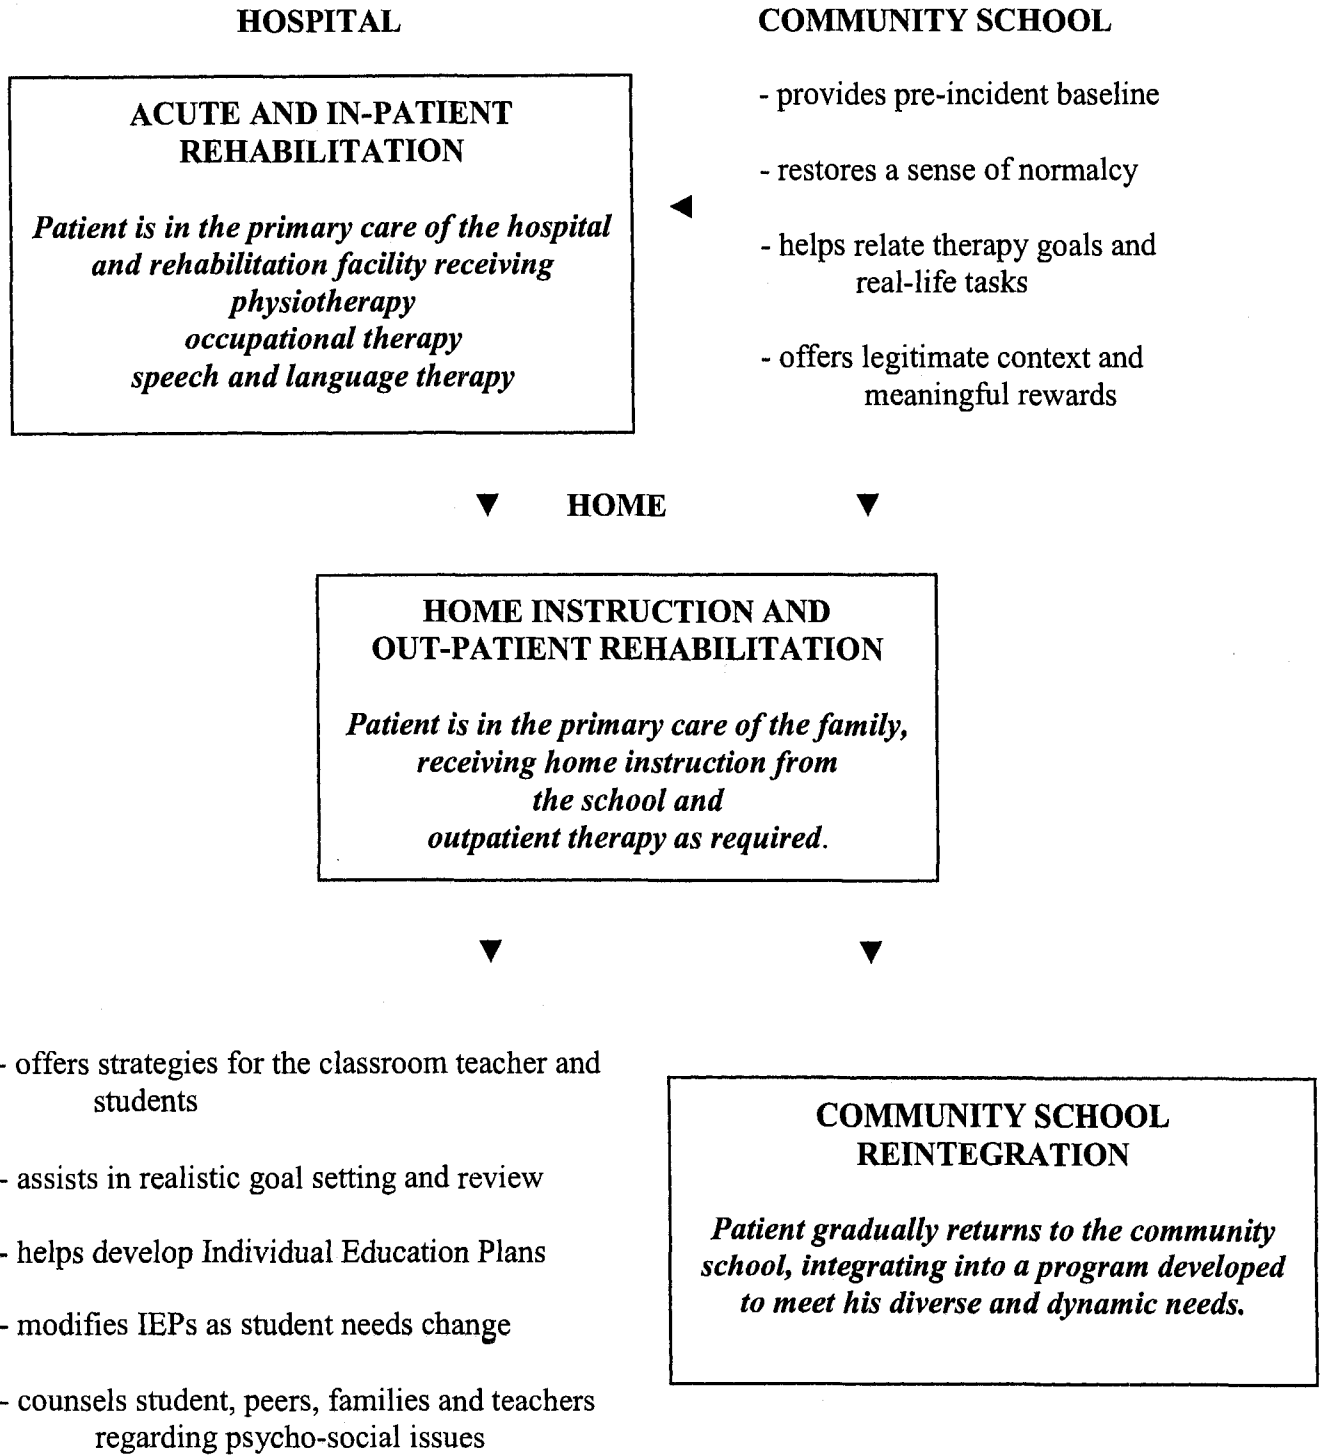 HOSPITAL
COMMUNITY SCHOOL
ACUTE AND IN-PATIENT
REHABILITATION
Patient is in the primary care of the hospital
and rehabilitation facility receiving
physiotherapy
occupational therapy
speech and language therapy
- provides pre-incident baseline
- restores a sense of normalcy
- helps relate therapy goals and
real-life tasks
- offers legitimate context and
meaningful rewards
HOME
HOME INSTRUCTION AND
OUT-PATIENT REHABILITATION
Patient is in the primary care of the family,
receiving home instruction from
the school and
outpatient therapy as required.
- offers strategies for the classroom teacher and
students
- assists in realistic goal setting and review
- helps develop Individual Education Plans
- modifies IEPs as student needs change
- counsels student, peers, families and teachers
regarding psycho-social issues
COMMUNITY SCHOOL
REINTEGRATION
Patient gradually returns to the community
school, integrating into a program developed
to meet his diverse and dynamic needs.